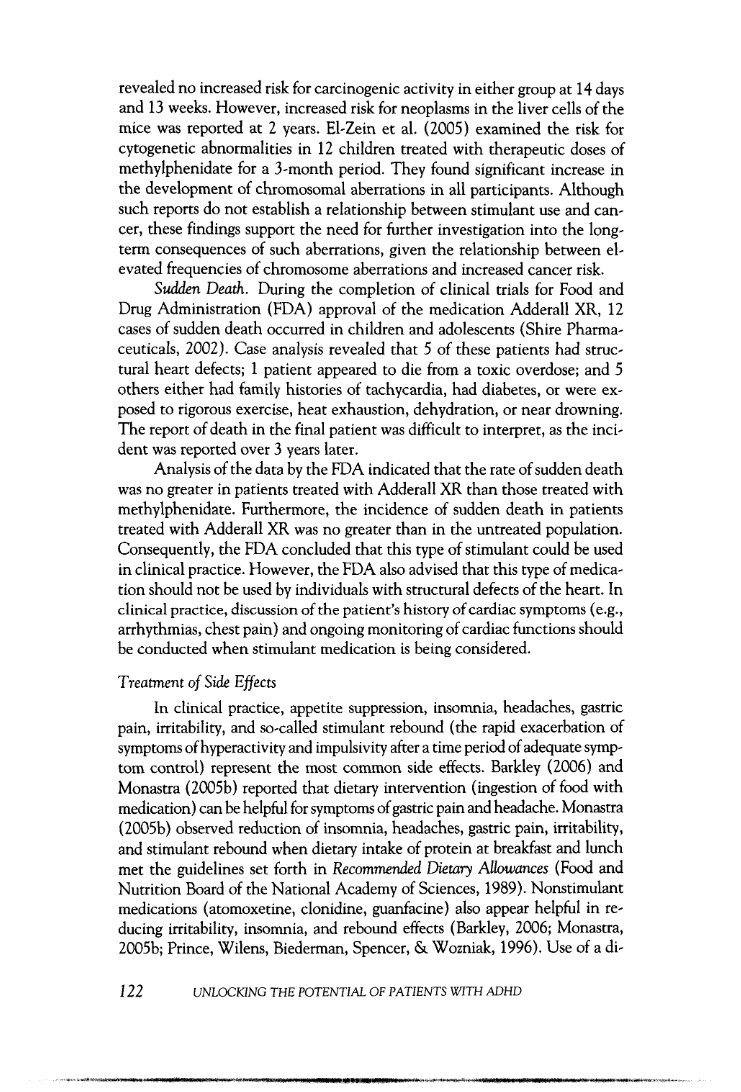 revealed no increased risk for carcinogenic activity in either group at 14 days
and 13 weeks. However, increased risk for neoplasms in the liver cells of the
mice was reported at 2 years. El-Zein et al. (2005) examined the risk for
cytogenetic abnormalities in 12 children treated with therapeutic doses of
methylphenidate for a 3-month period. They found significant increase in
the development of chromosomal aberrations in all participants. Although
such reports do not establish a relationship between stimulant use and can-
cer, these findings support the need for further investigation into the long-
term consequences of such aberrations, given the relationship between el-
evated frequencies of chromosome aberrations and increased cancer risk.
Sudden Death. During the completion of clinical trials for Food and
Drug Administration (FDA) approval of the medication Adderall XR, 12
cases of sudden death occurred in children and adolescents (Shire Pharma-
ceuticals, 2002). Case analysis revealed that 5 of these patients had struc-
tural heart defects; 1 patient appeared to die from a toxic overdose; and 5
others either had family histories of tachycardia, had diabetes, or were ex-
posed to rigorous exercise, heat exhaustion, dehydration, or near drowning.
The report of death in the final patient was difficult to interpret, as the inci-
dent was reported over 3 years later.
Analysis of the data by the FDA indicated that the rate of sudden death
was no greater in patients treated with Adderall XR than those treated with
methylphenidate. Furthermore, the incidence of sudden death in patients
treated with Adderall XR was no greater than in the untreated population.
Consequently, the FDA concluded that this type of stimulant could be used
in clinical practice. However, the FDA also advised that this type of medica-
tion should not be used by individuals with structural defects of the heart. In
clinical practice, discussion of the patient's history of cardiac symptoms (e.g.,
arrhythmias, chest pain) and ongoing monitoring of cardiac functions should
be conducted when stimulant medication is being considered.
Treatment of Side Effects
In clinical practice, appetite suppression, insomnia, headaches, gastric
pain, irritability, and so-called stimulant rebound (the rapid exacerbation of
symptoms of hyperactivity and impulsivity after a time period of adequate symp-
tom control) represent the most common side effects. Barkley (2006) and
Monastra (2005b) reported that dietary intervention (ingestion of food with
medication) can be helpful for symptoms of gastric pain and headache. Monastra
(2005b) observed reduction of insomnia, headaches, gastric pain, irritability,
and stimulant rebound when dietary intake of protein at breakfast and lunch
met the guidelines set forth in Recommended Dietary Allowances (Food and
Nutrition Board of the National Academy of Sciences, 1989). Nonstimulant
medications (atomoxetine, clonidine, guanfacine) also appear helpful in re-
ducing irritability, insomnia, and rebound effects (Barkley, 2006; Monastra,
2005b; Prince, Wilens, Biederman, Spencer, & Wozniak, 1996). Use of a di-
122 UNLOCKING THE POTENTIAL OF PATIENTS WITH ADHD